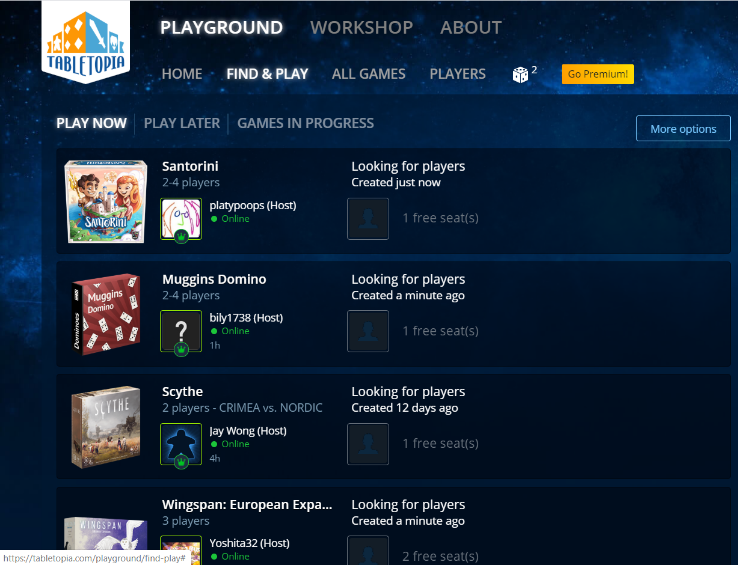 TABLETOPIA
PLAYGROUND WORKSHOP ABOUT
HOME FIND & PLAY ALL GAMES PLAYERS 2 Go Premium!
PLAY NOW PLAY LATER GAMES IN PROGRESS
More options
SANTORINI
Santorini
2-4 players
platypoops (Host)
Online
Looking for players
Created just now
1 free seat(s)
Muggins
Domino
Dominoes
Muggins Domino
2-4 players
?
bily1738 (Host)
Online
1h
Looking for players
Created a minute ago
1 free seat(s)
SCYTHE
Scythe
2 players - CRIMEA vs. NORDIC
Jay Wong (Host)
Online
4h
Looking for players
Created 12 days ago
1 free seat(s)
WINGSPAN
Wingspan: European Expa...
3 players
Yoshita32 (Host)
Online
Looking for players
Created a minute ago
2 free seat(s)
https://tabletopia.com/playground/find-play#